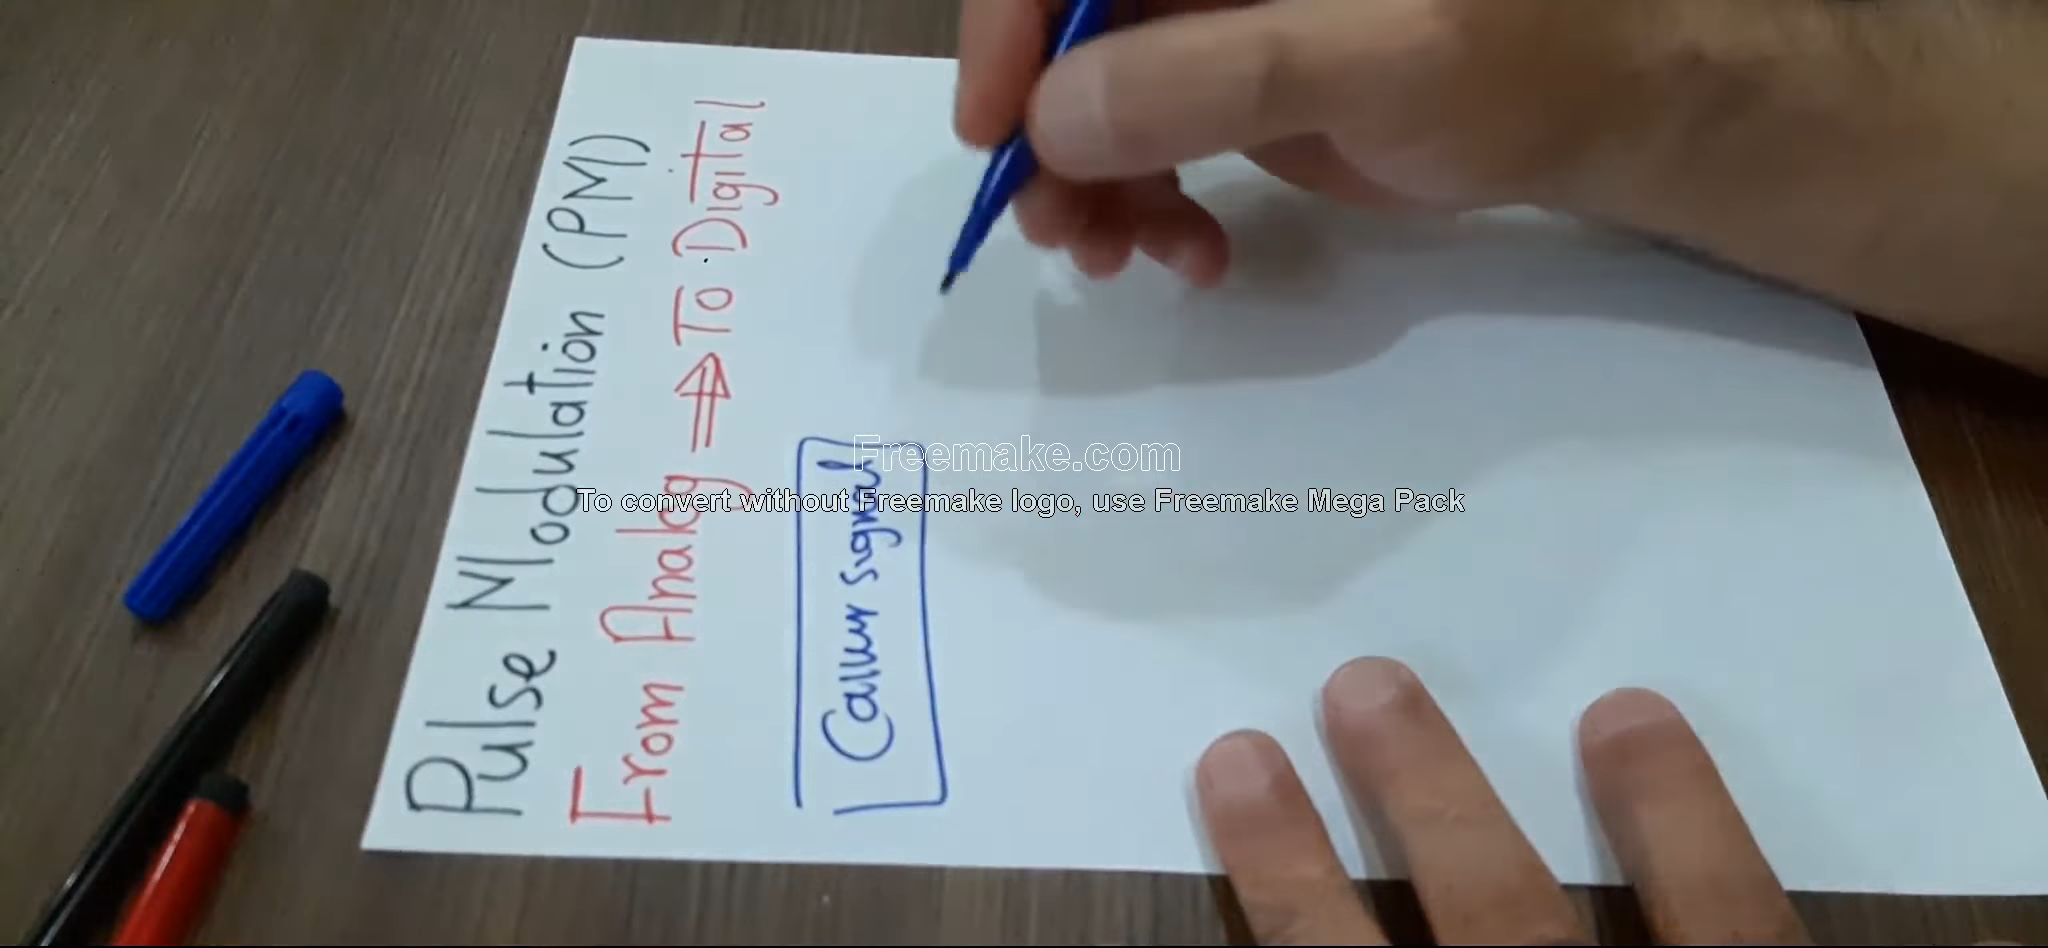 Pulse Modulation (PM)
From Analog ⇒ To Digital
Caller signal
Freemake.com
To convert without Freemake logo, use Freemake Mega Pack